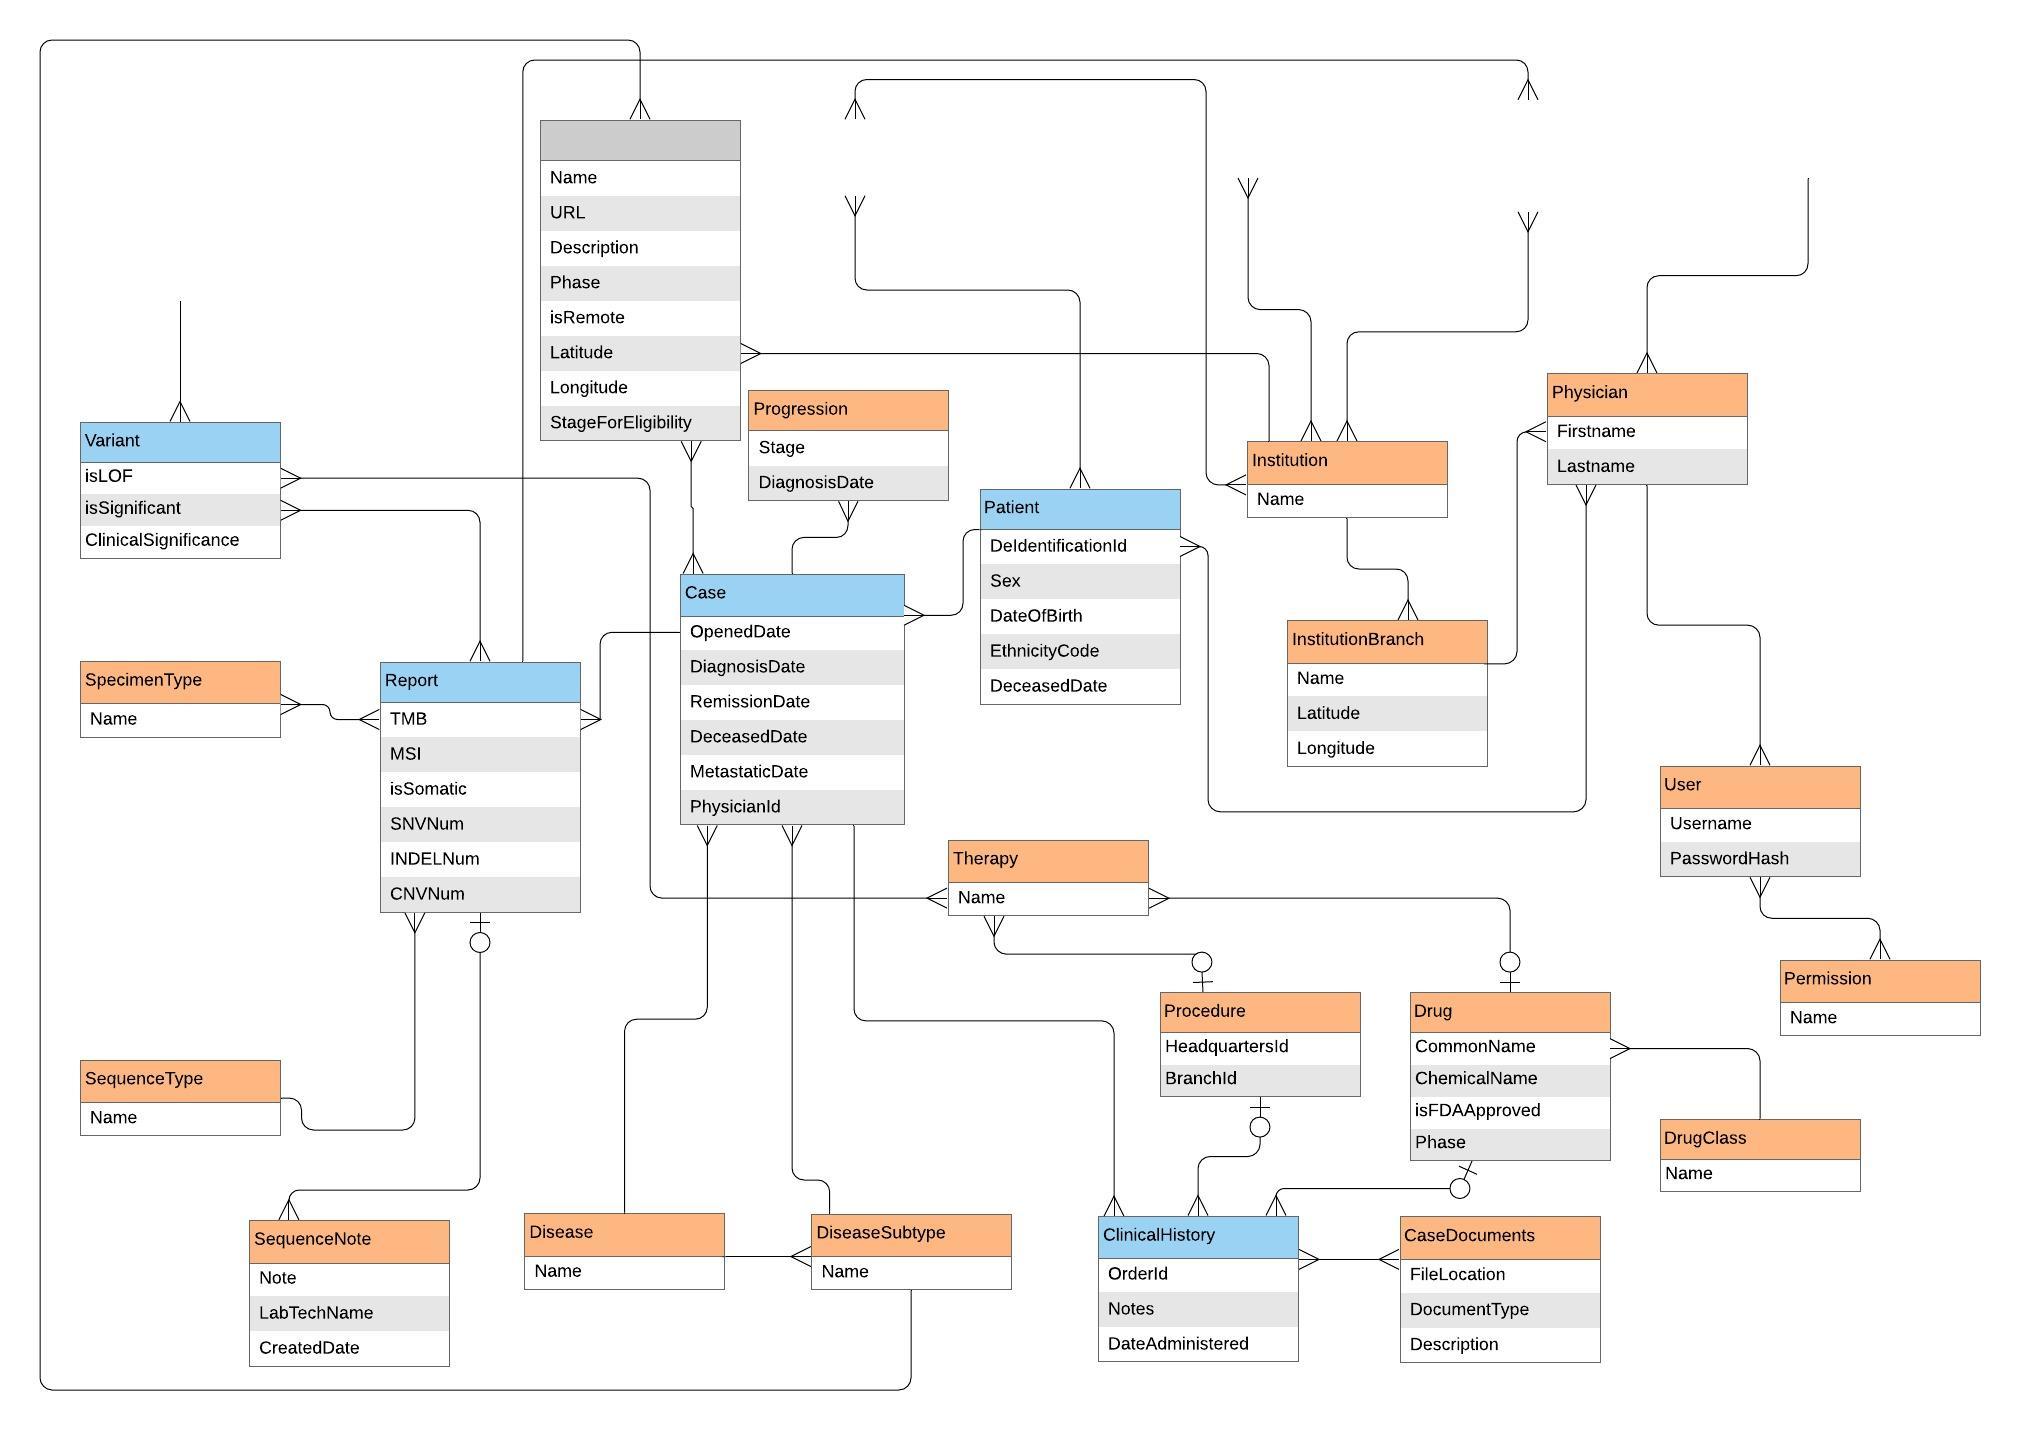 Name
URL
Description
Phase
isRemote
Latitude
Longitude
StageForEligibility
Progression
Stage
DiagnosisDate
Variant
isLOF
isSignificant
ClinicalSignificance
Patient
DeIdentificationId
Sex
DateOfBirth
EthnicityCode
DeceasedDate
Institution
Name
Physician
Firstname
Lastname
Case
OpenedDate
DiagnosisDate
RemissionDate
DeceasedDate
MetastaticDate
PhysicianId
InstitutionBranch
Name
Latitude
Longitude
SpecimenType
Name
Report
TMB
MSI
isSomatic
SNVNum
INDELNum
CNVNum
User
Username
PasswordHash
Therapy
Name
Permission
Name
Procedure
HeadquartersId
BranchId
Drug
CommonName
ChemicalName
isFDAApproved
Phase
SequenceType
Name
DrugClass
Name
SequenceNote
Note
LabTechName
CreatedDate
Disease
Name
DiseaseSubtype
Name
ClinicalHistory
OrderId
Notes
DateAdministered
CaseDocuments
FileLocation
DocumentType
Description